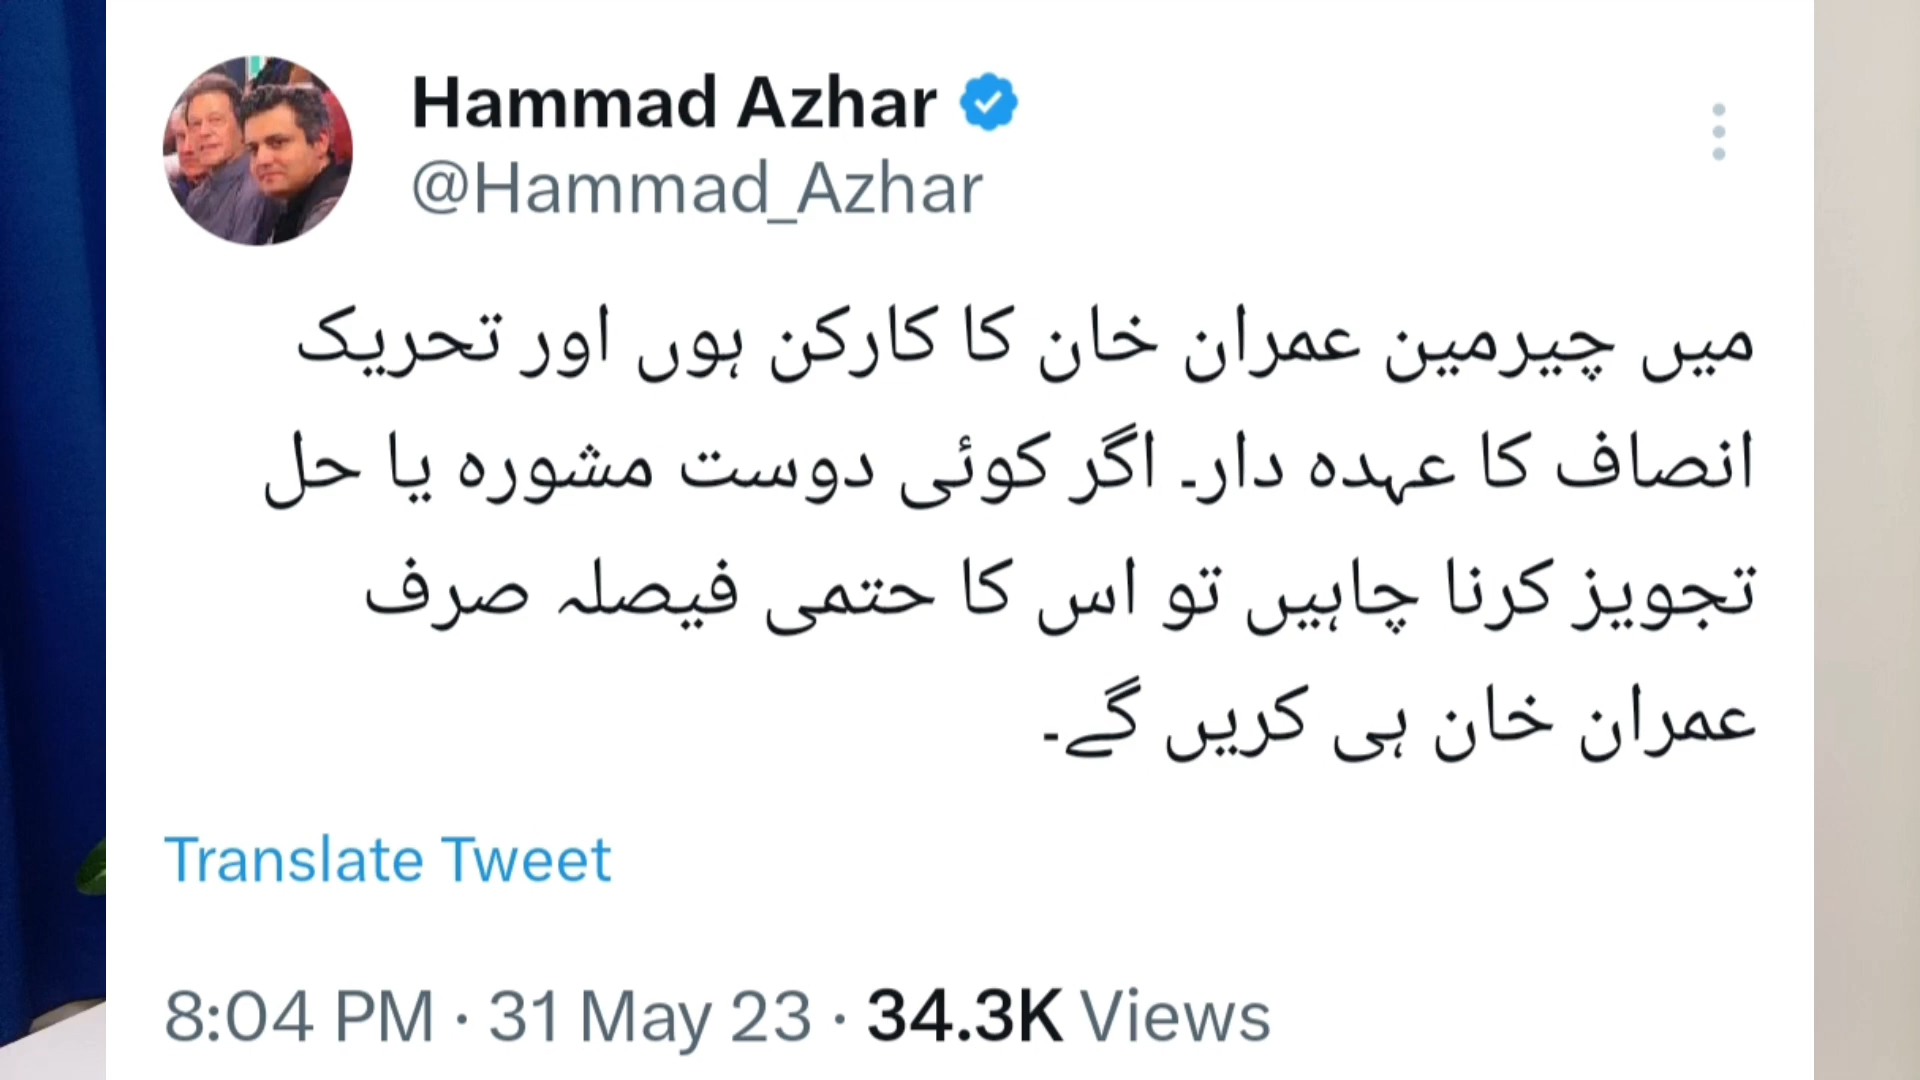 Hammad Azhar
@Hammad_Azhar
میں چیرمین عمران خان کا کارکن ہوں اور تحریک
انصاف کا عہدہ دار۔ اگر کوئی دوست مشورہ یا حل
تجویز کرنا چاہیں تو اس کا حتمی فیصلہ صرف
عمران خان ہی کریں گے۔
Translate Tweet
8:04 PM · 31 May 23 · 34.3K Views